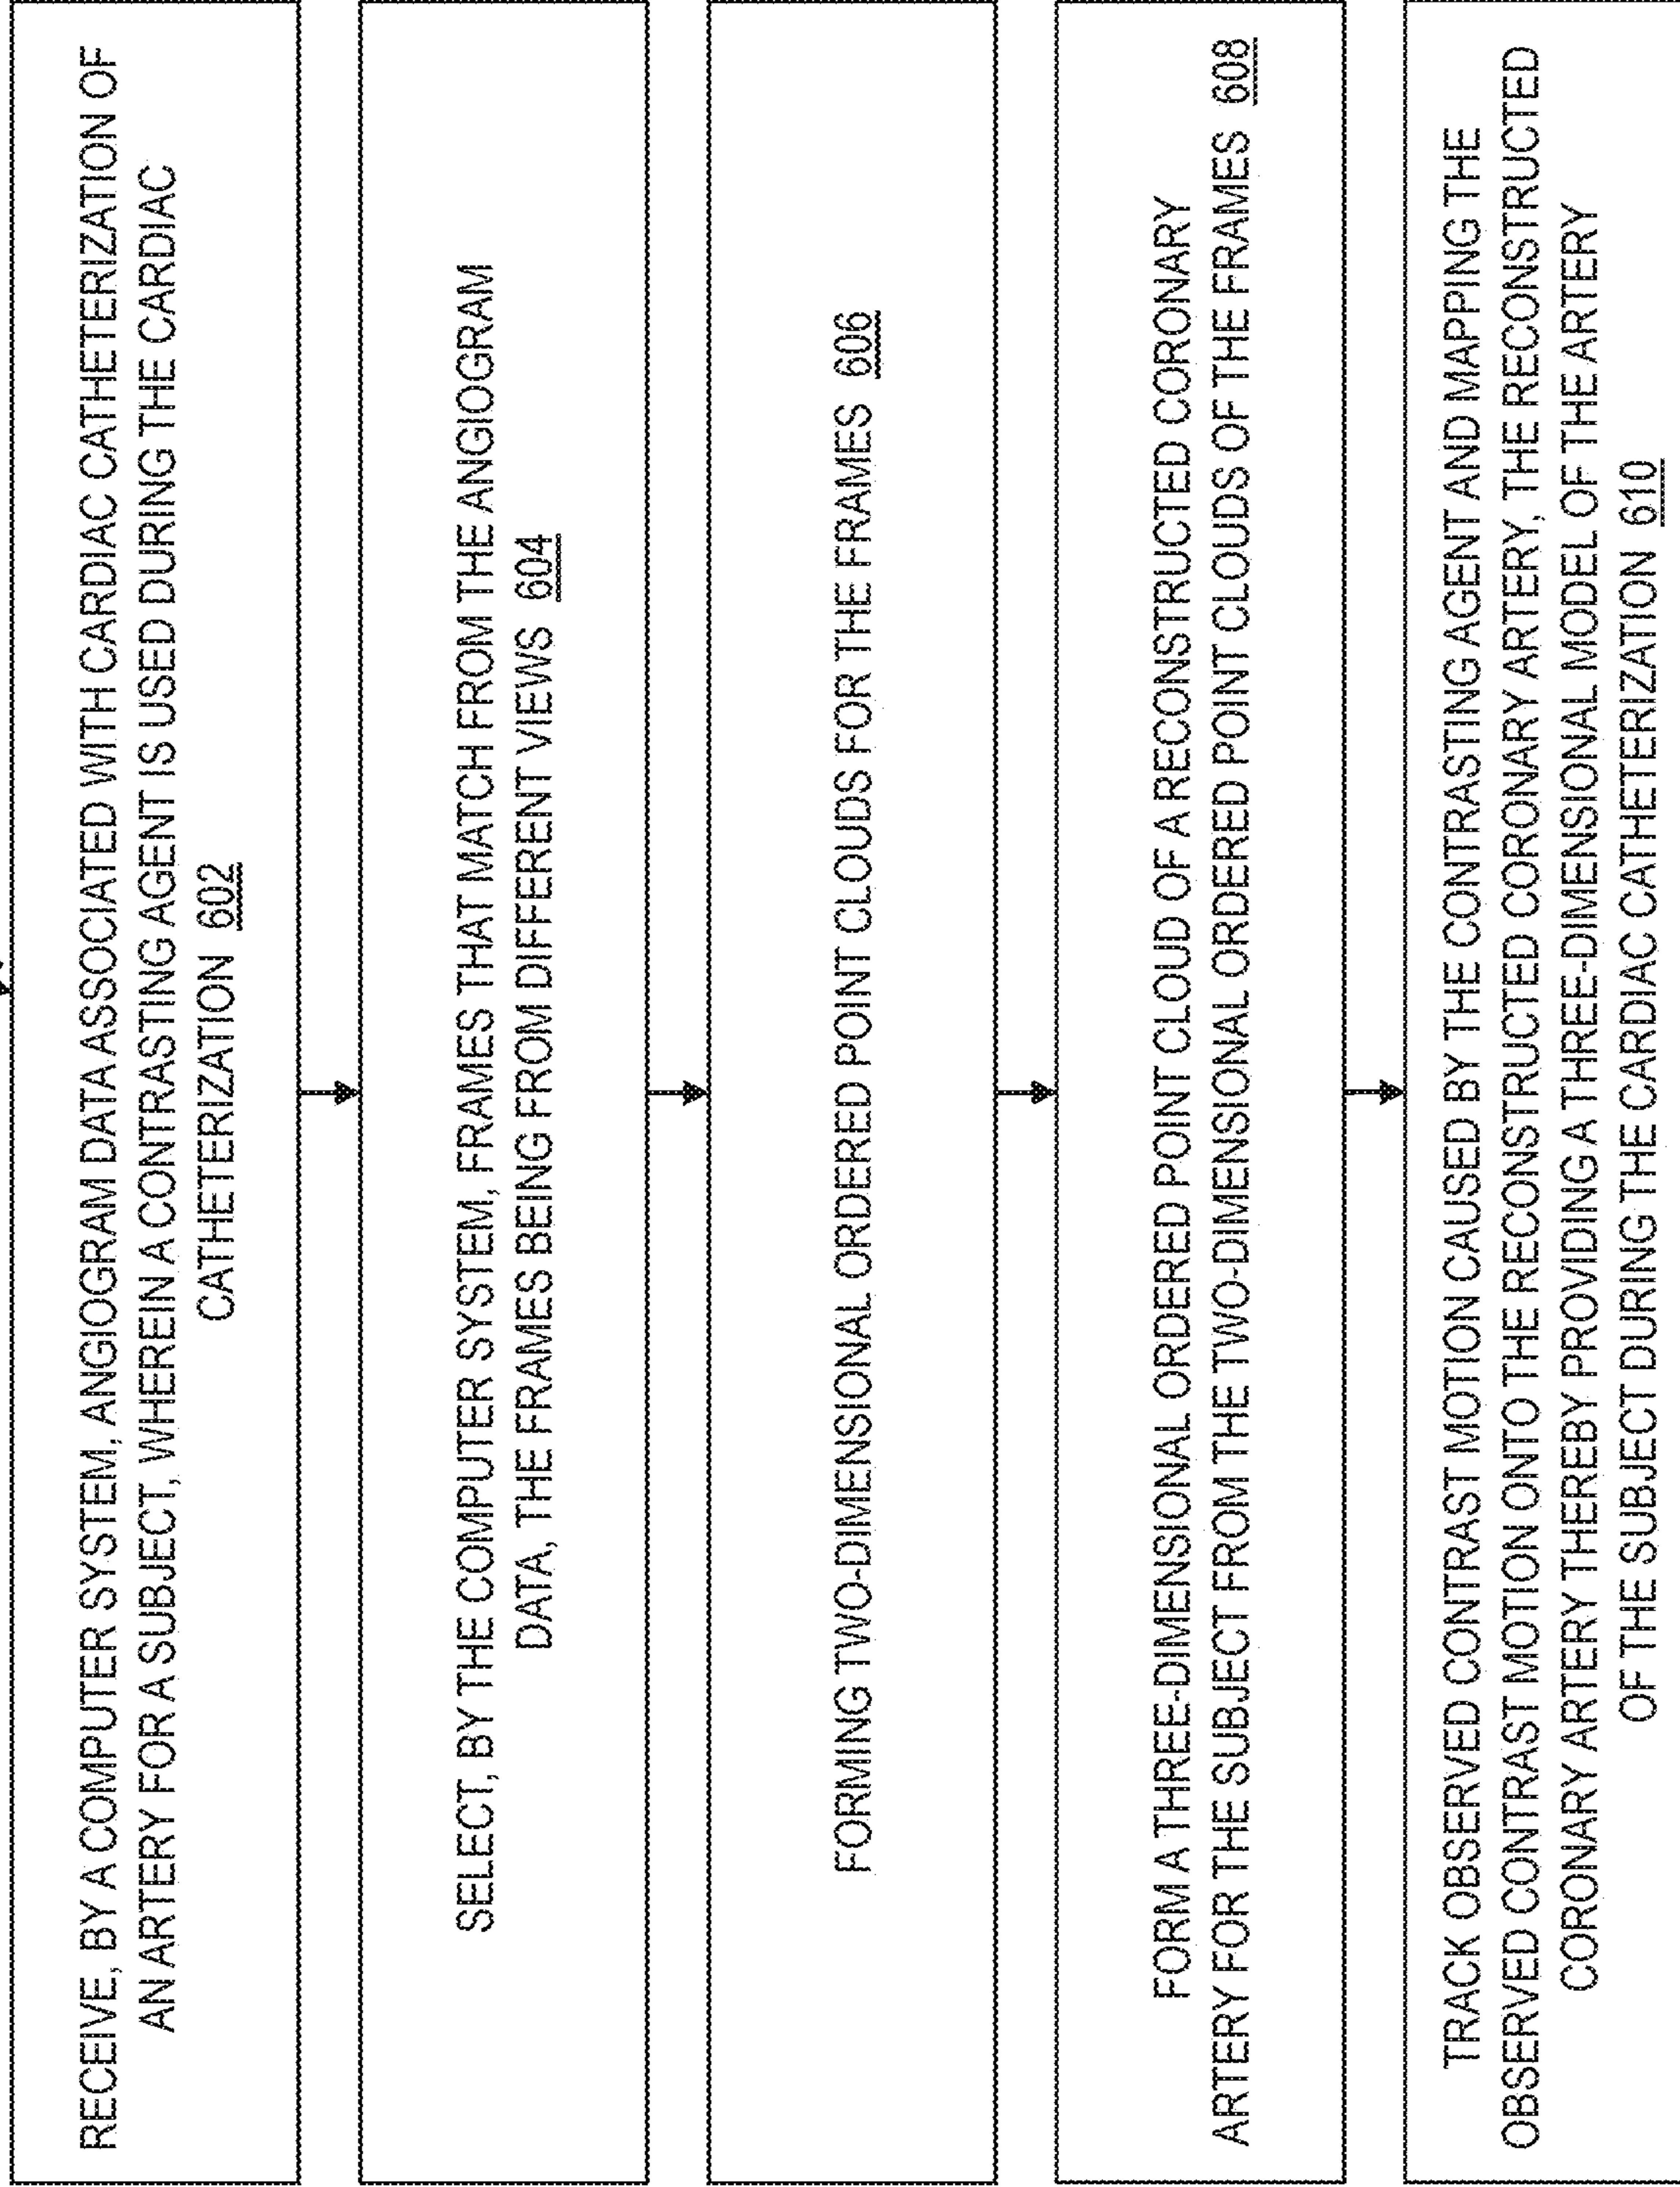 RECEIVE, BY A COMPUTER SYSTEM, ANGIOGRAM DATA ASSOCIATED WITH CARDIAC CATHETERIZATION OF
AN ARTERY FOR A SUBJECT, WHEREIN A CONTRASTING AGENT IS USED DURING THE CARDIAC
CATHETERIZATION 602
SELECT, BY THE COMPUTER SYSTEM, FRAMES THAT MATCH FROM THE ANGIOGRAM
DATA, THE FRAMES BEING FROM DIFFERENT VIEWS 604
FORMING TWO-DIMENSIONAL ORDERED POINT CLOUDS FOR THE FRAMES 606
FORM A THREE-DIMENSIONAL ORDERED POINT CLOUD OF A RECONSTRUCTED CORONARY
ARTERY FOR THE SUBJECT FROM THE TWO-DIMENSIONAL ORDERED POINT CLOUDS OF THE FRAMES 608
TRACK OBSERVED CONTRAST MOTION CAUSED BY THE CONTRASTING AGENT AND MAPPING THE
OBSERVED CONTRAST MOTION ONTO THE RECONSTRUCTED CORONARY ARTERY, THE RECONSTRUCTED
CORONARY ARTERY THEREBY PROVIDING A THREE-DIMENSIONAL MODEL OF THE ARTERY
OF THE SUBJECT DURING THE CARDIAC CATHETERIZATION 610